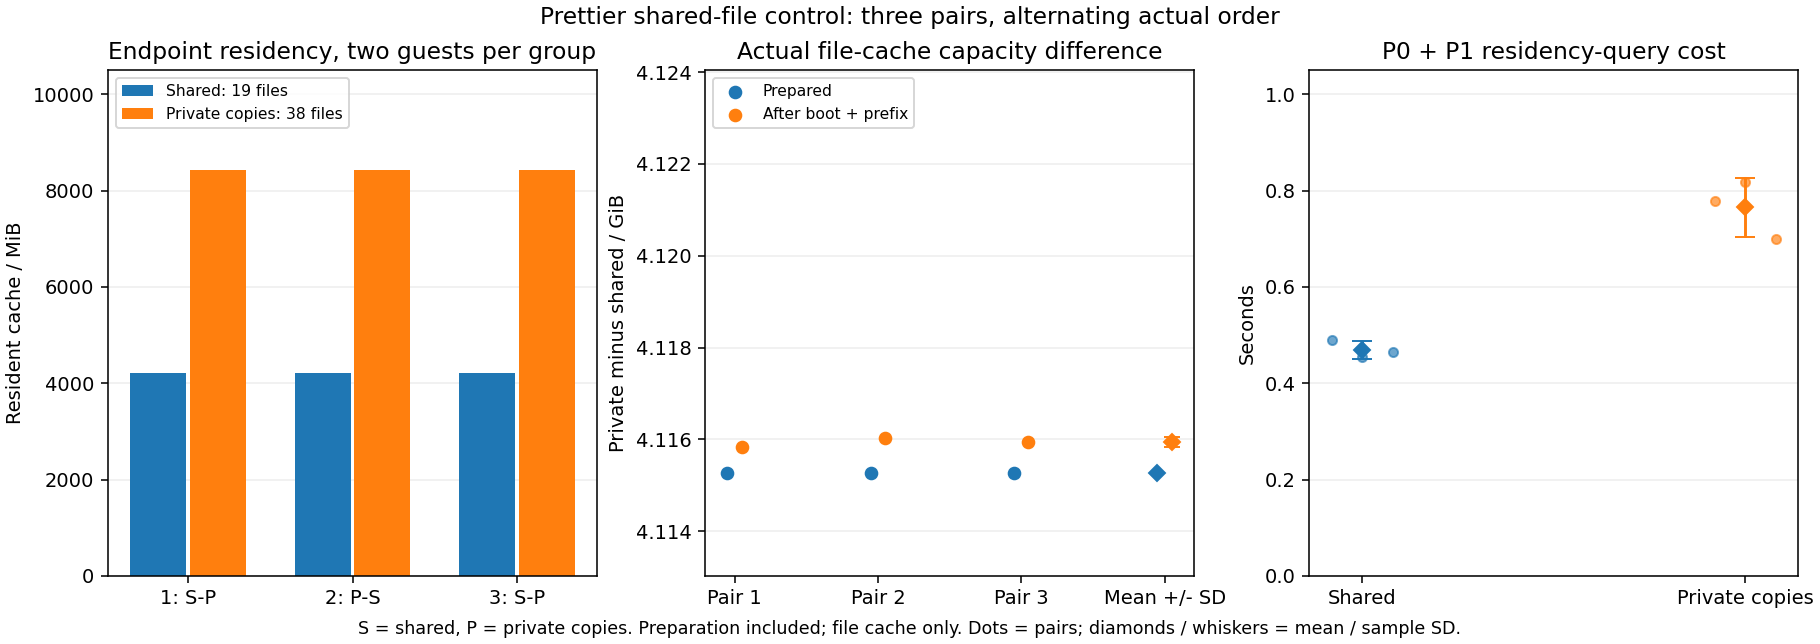 Prettier shared-file control: three pairs, alternating actual order
Endpoint residency, two guests per group
Resident cache / MiB
10000
8000
6000
4000
2000
0
Shared: 19 files
Private copies: 38 files
1: S-P
2: P-S
3: S-P
Actual file-cache capacity difference
Private minus shared / GiB
4.124
4.122
4.120
4.118
4.116
4.114
Prepared
After boot + prefix
Pair 1
Pair 2
Pair 3
Mean +/- SD
P0 + P1 residency-query cost
Seconds
1.0
0.8
0.6
0.4
0.2
0.0
Shared
Private copies
S = shared, P = private copies. Preparation included; file cache only. Dots = pairs; diamonds / whiskers = mean / sample SD.